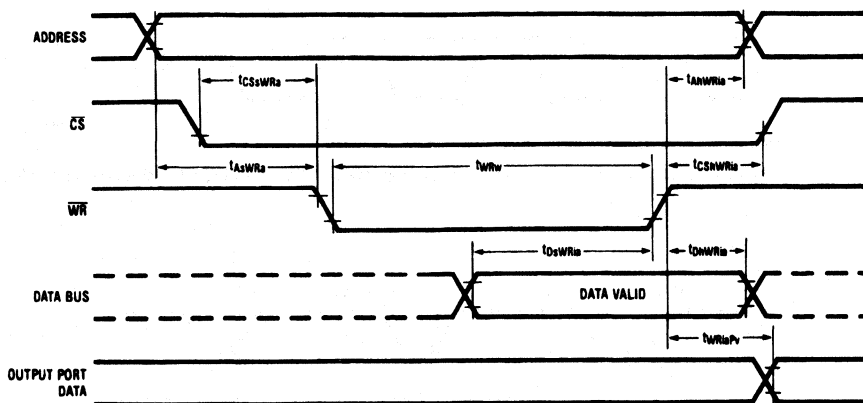 ADDRESS
tCSsWRa
tAhWRia
CS
tAsWRa
tWRw
tCShWRia
WR
tDsWRia
tDhWRia
DATA BUS
DATA VALID
tWRiaPv
OUTPUT PORT
DATA